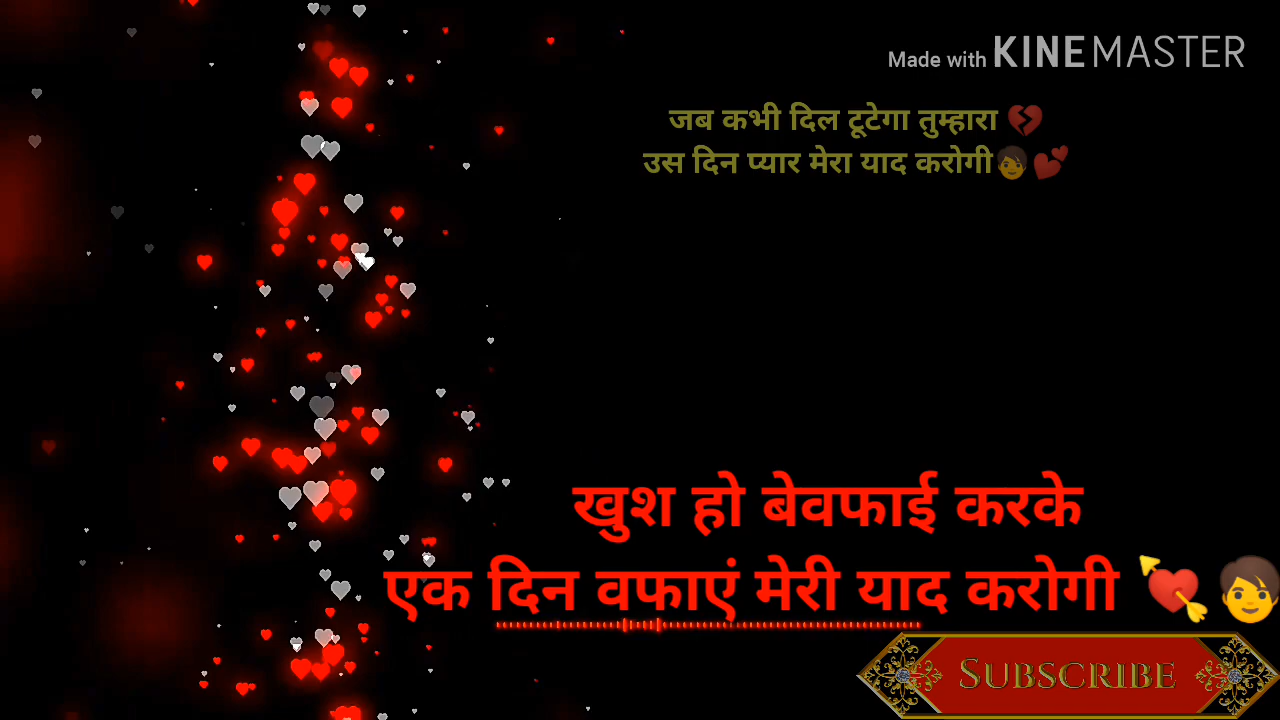 Made with KINEMASTER
जब कभी दिल टूटेगा तुम्हारा 💔
उस दिन प्यार मेरा याद करोगी🧑💕
खुश हो बेवफाई करके
एक दिन वफाएं मेरी याद करोगी 💘🧑
SUBSCRIBE